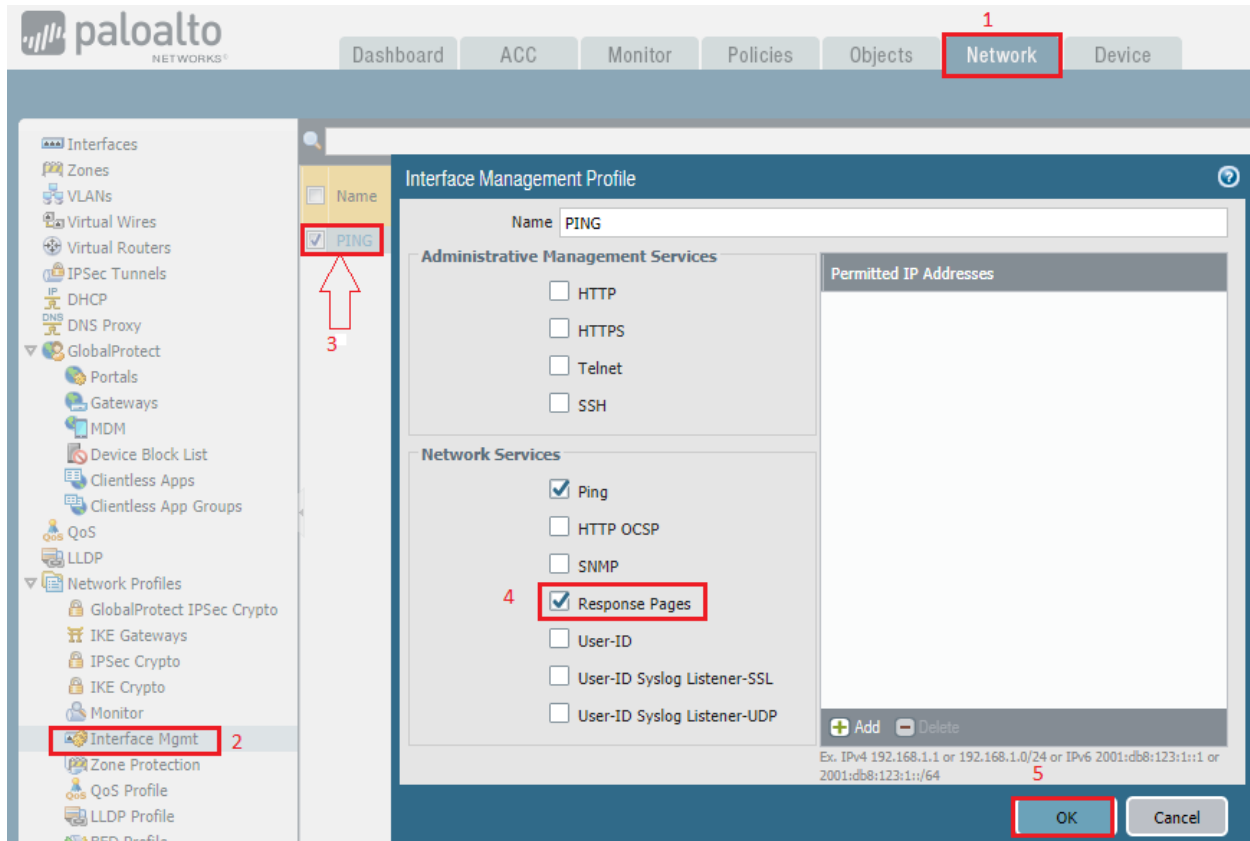 paloalto
NETWORKS®
1
Dashboard ACC Monitor Policies Objects Network Device
Interfaces
Zones
VLANs
Virtual Wires
Virtual Routers
IPSec Tunnels
DHCP
DNS Proxy
GlobalProtect
Portals
Gateways
MDM
Device Block List
Clientless Apps
Clientless App Groups
QoS
LLDP
Network Profiles
GlobalProtect IPSec Crypto
IKE Gateways
IPSec Crypto
IKE Crypto
Monitor
Interface Mgmt 2
Zone Protection
QoS Profile
LLDP Profile
BFD Profile
Name
PING
3
Interface Management Profile
Name PING
Administrative Management Services
HTTP
HTTPS
Telnet
SSH
Network Services
Ping
HTTP OCSP
SNMP
4 Response Pages
User-ID
User-ID Syslog Listener-SSL
User-ID Syslog Listener-UDP
Permitted IP Addresses
Add Delete
Ex. IPv4 192.168.1.1 or 192.168.1.0/24 or IPv6 2001:db8:123:1::1 or
2001:db8:123:1::/64
5
OK Cancel